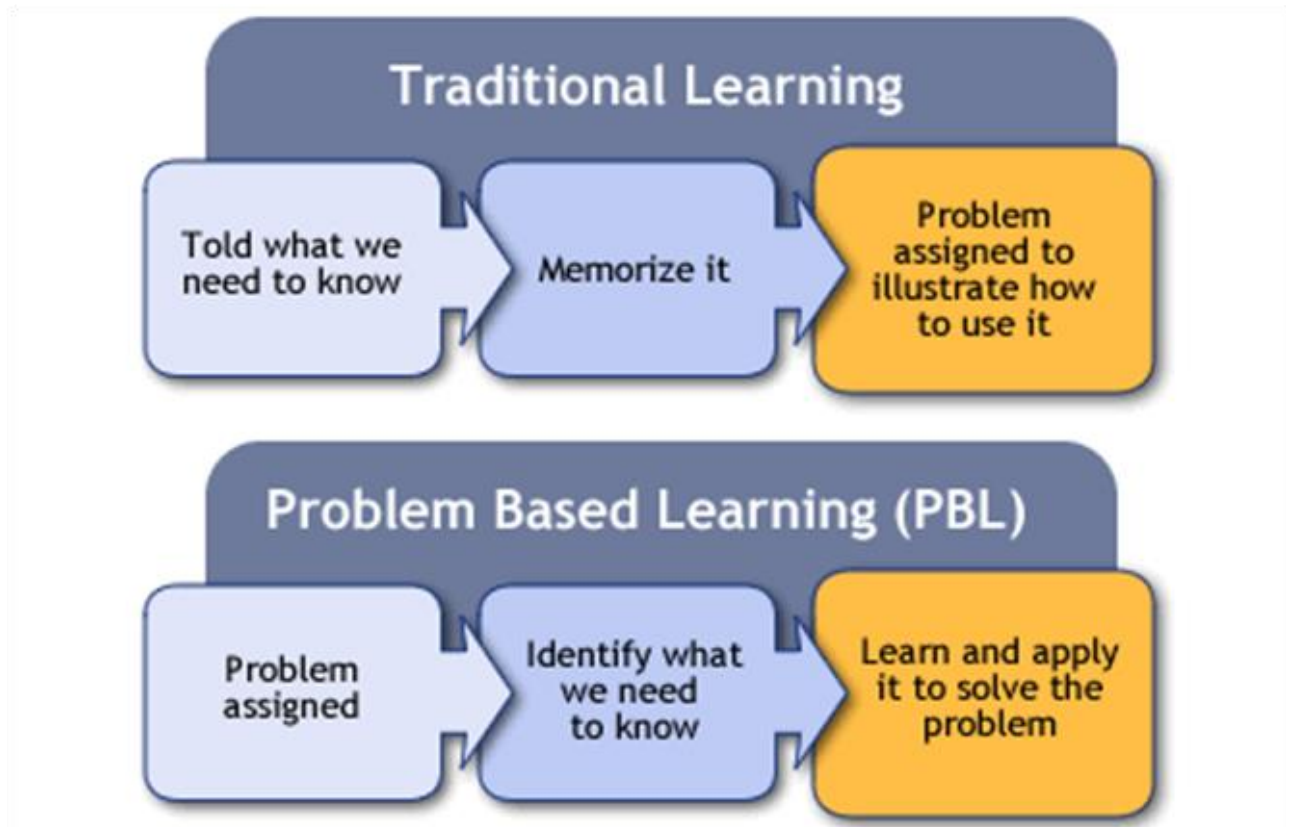 Traditional Learning
Told what we
need to know
Memorize it
Problem
assigned to
illustrate how
to use it
Problem Based Learning (PBL)
Problem
assigned
Identify what
we need
to know
Learn and apply
it to solve the
problem